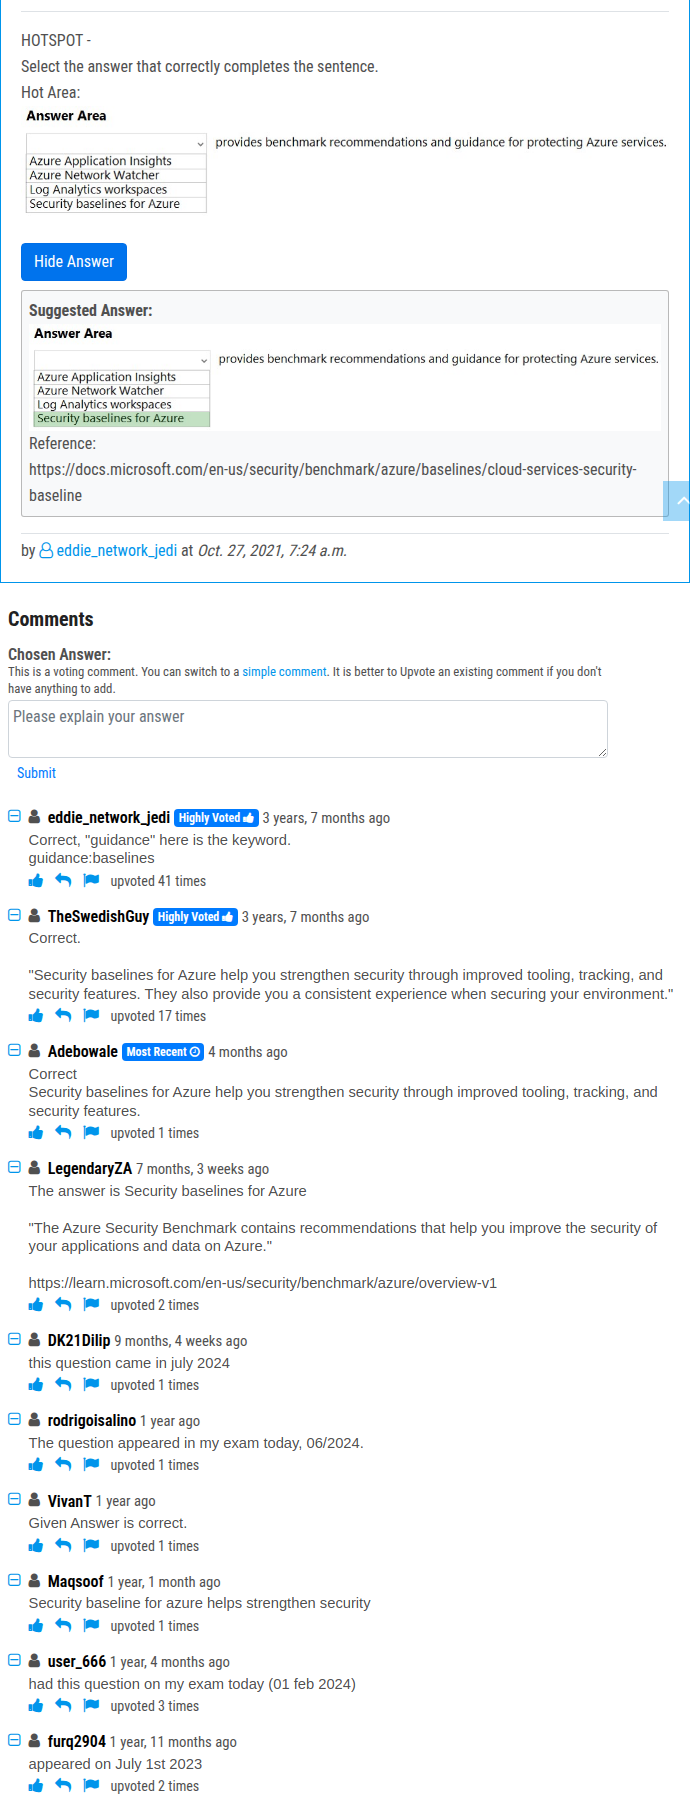 HOTSPOT -
Select the answer that correctly completes the sentence.
Hot Area:
Answer Area
provides benchmark recommendations and guidance for protecting Azure services.
Azure Application Insights
Azure Network Watcher
Log Analytics workspaces
Security baselines for Azure
Hide Answer
Suggested Answer:
Answer Area
provides benchmark recommendations and guidance for protecting Azure services.
Azure Application Insights
Azure Network Watcher
Log Analytics workspaces
Security baselines for Azure
Reference:
https://docs.microsoft.com/en-us/security/benchmark/azure/baselines/cloud-services-security-
baseline
by eddie_network_jedi at Oct. 27, 2021, 7:24 a.m.
Comments
Chosen Answer:
This is a voting comment. You can switch to a simple comment. It is better to Upvote an existing comment if you don't
have anything to add.
Please explain your answer
Submit
eddie_network_jedi Highly Voted 3 years, 7 months ago
Correct, "guidance" here is the keyword.
guidance:baselines
upvoted 41 times
TheSwedishGuy Highly Voted 3 years, 7 months ago
Correct.
"Security baselines for Azure help you strengthen security through improved tooling, tracking, and
security features. They also provide you a consistent experience when securing your environment."
upvoted 17 times
Adebowale Most Recent 4 months ago
Correct
Security baselines for Azure help you strengthen security through improved tooling, tracking, and
security features.
upvoted 1 times
LegendaryZA 7 months, 3 weeks ago
The answer is Security baselines for Azure
"The Azure Security Benchmark contains recommendations that help you improve the security of
your applications and data on Azure."
https://learn.microsoft.com/en-us/security/benchmark/azure/overview-v1
upvoted 2 times
DK21Dilip 9 months, 4 weeks ago
this question came in july 2024
upvoted 1 times
rodrigoisalino 1 year ago
The question appeared in my exam today, 06/2024.
upvoted 1 times
VivanT 1 year ago
Given Answer is correct.
upvoted 1 times
Maqsoof 1 year, 1 month ago
Security baseline for azure helps strengthen security
upvoted 1 times
user_666 1 year, 4 months ago
had this question on my exam today (01 feb 2024)
upvoted 3 times
furq2904 1 year, 11 months ago
appeared on July 1st 2023
upvoted 2 times